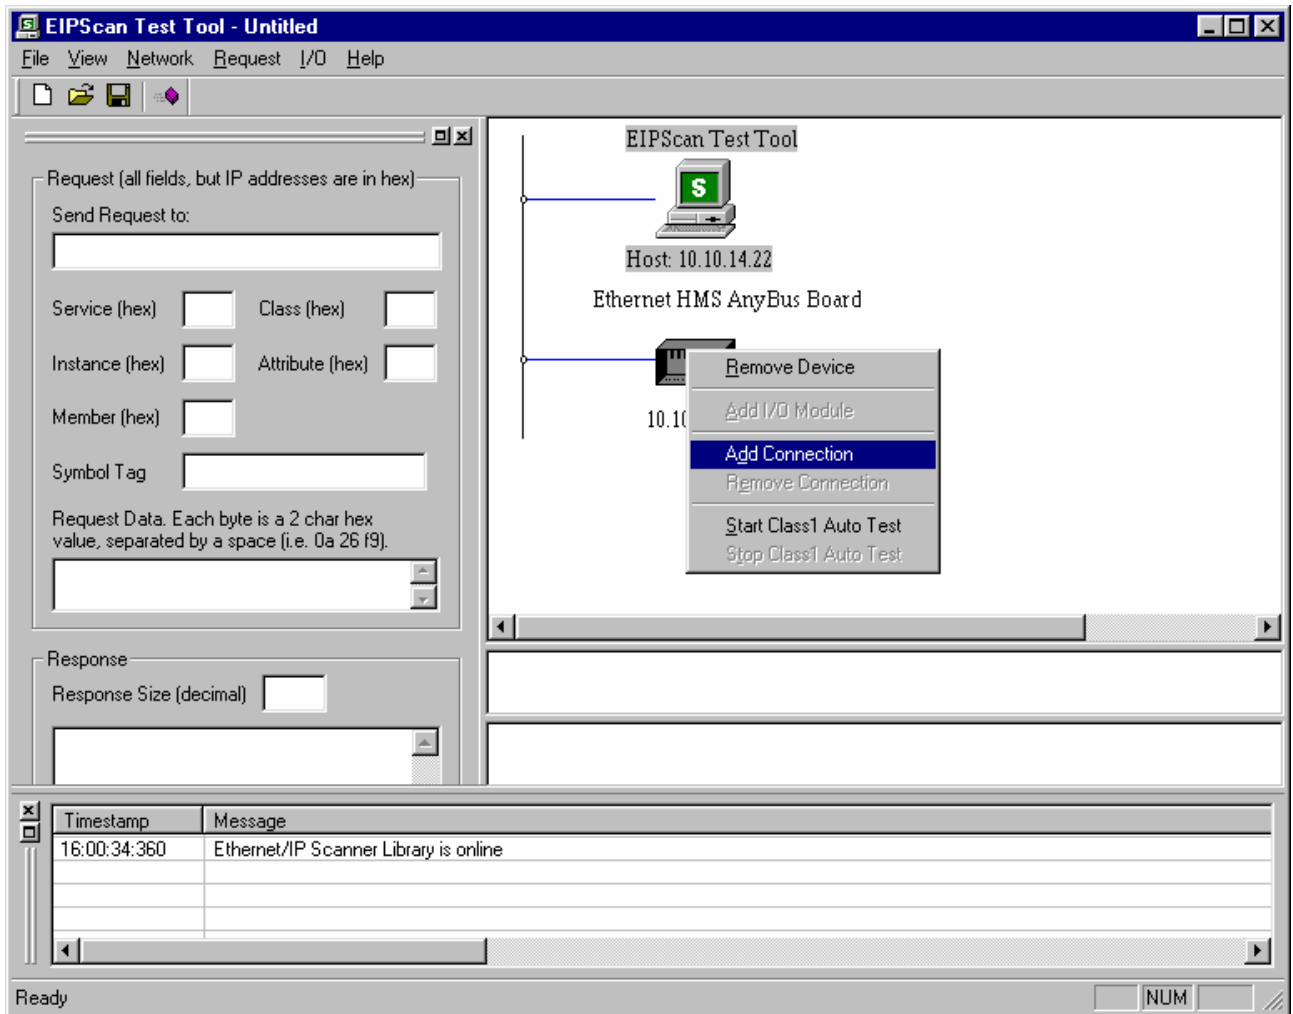 EIPScan Test Tool - Untitled
File View Network Request I/O Help
Request (all fields, but IP addresses are in hex)
Send Request to:
Service (hex) Class (hex)
Instance (hex) Attribute (hex)
Member (hex)
Symbol Tag
Request Data. Each byte is a 2 char hex
value, separated by a space (i.e. 0a 26 f9).
Response
Response Size (decimal)
EIPScan Test Tool
S
Host: 10.10.14.22
Ethernet HMS AnyBus Board
10.10
Remove Device
Add I/O Module
Add Connection
Remove Connection
Start Class1 Auto Test
Stop Class1 Auto Test
Timestamp Message
16:00:34:360 Ethernet/IP Scanner Library is online
Ready NUM